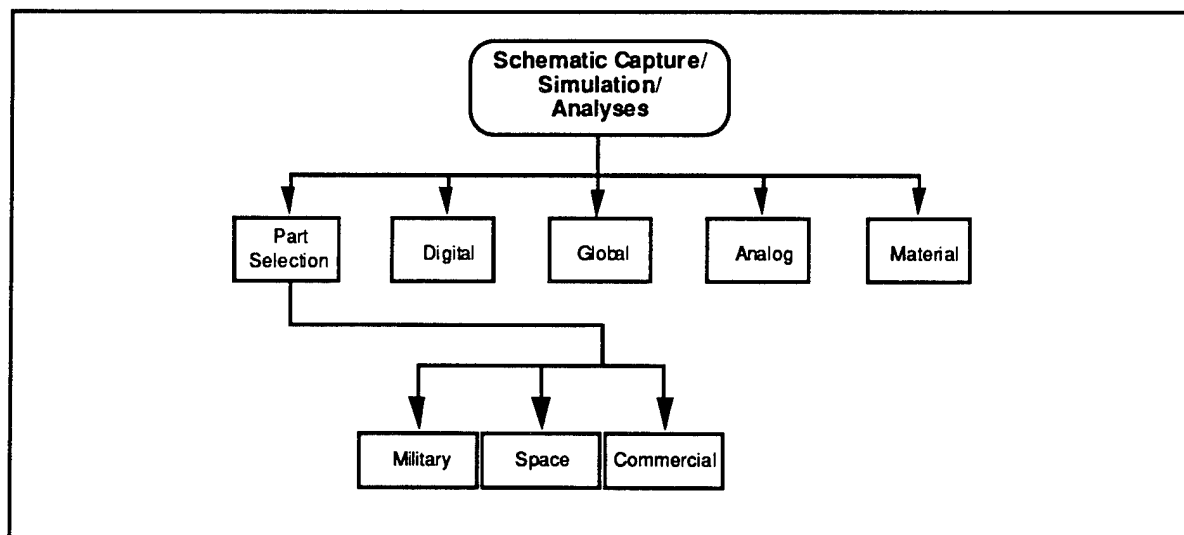 Schematic Capture/
Simulation/
Analyses
Part
Selection
Digital
Global
Analog
Material
Military
Space
Commercial